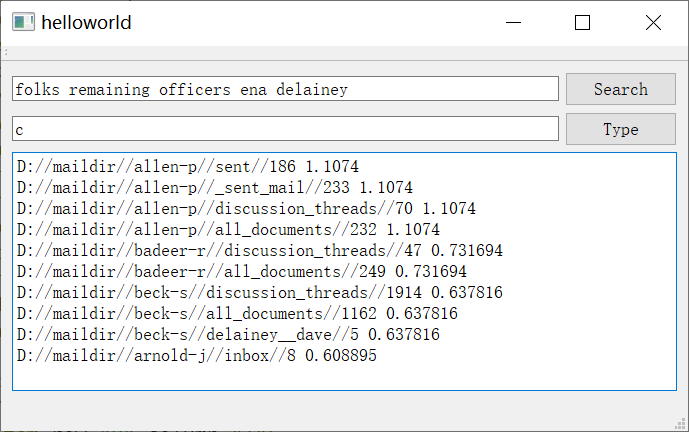 helloworld
folks remaining officers ena delainey
Search
c
Type
D://maildir//allen-p//sent//186 1.1074
D://maildir//allen-p//_sent_mail//233 1.1074
D://maildir//allen-p//discussion_threads//70 1.1074
D://maildir//allen-p//all_documents//232 1.1074
D://maildir//badeer-r//discussion_threads//47 0.731694
D://maildir//badeer-r//all_documents//249 0.731694
D://maildir//beck-s//discussion_threads//1914 0.637816
D://maildir//beck-s//all_documents//1162 0.637816
D://maildir//beck-s//delainey__dave//5 0.637816
D://maildir//arnold-j//inbox//8 0.608895